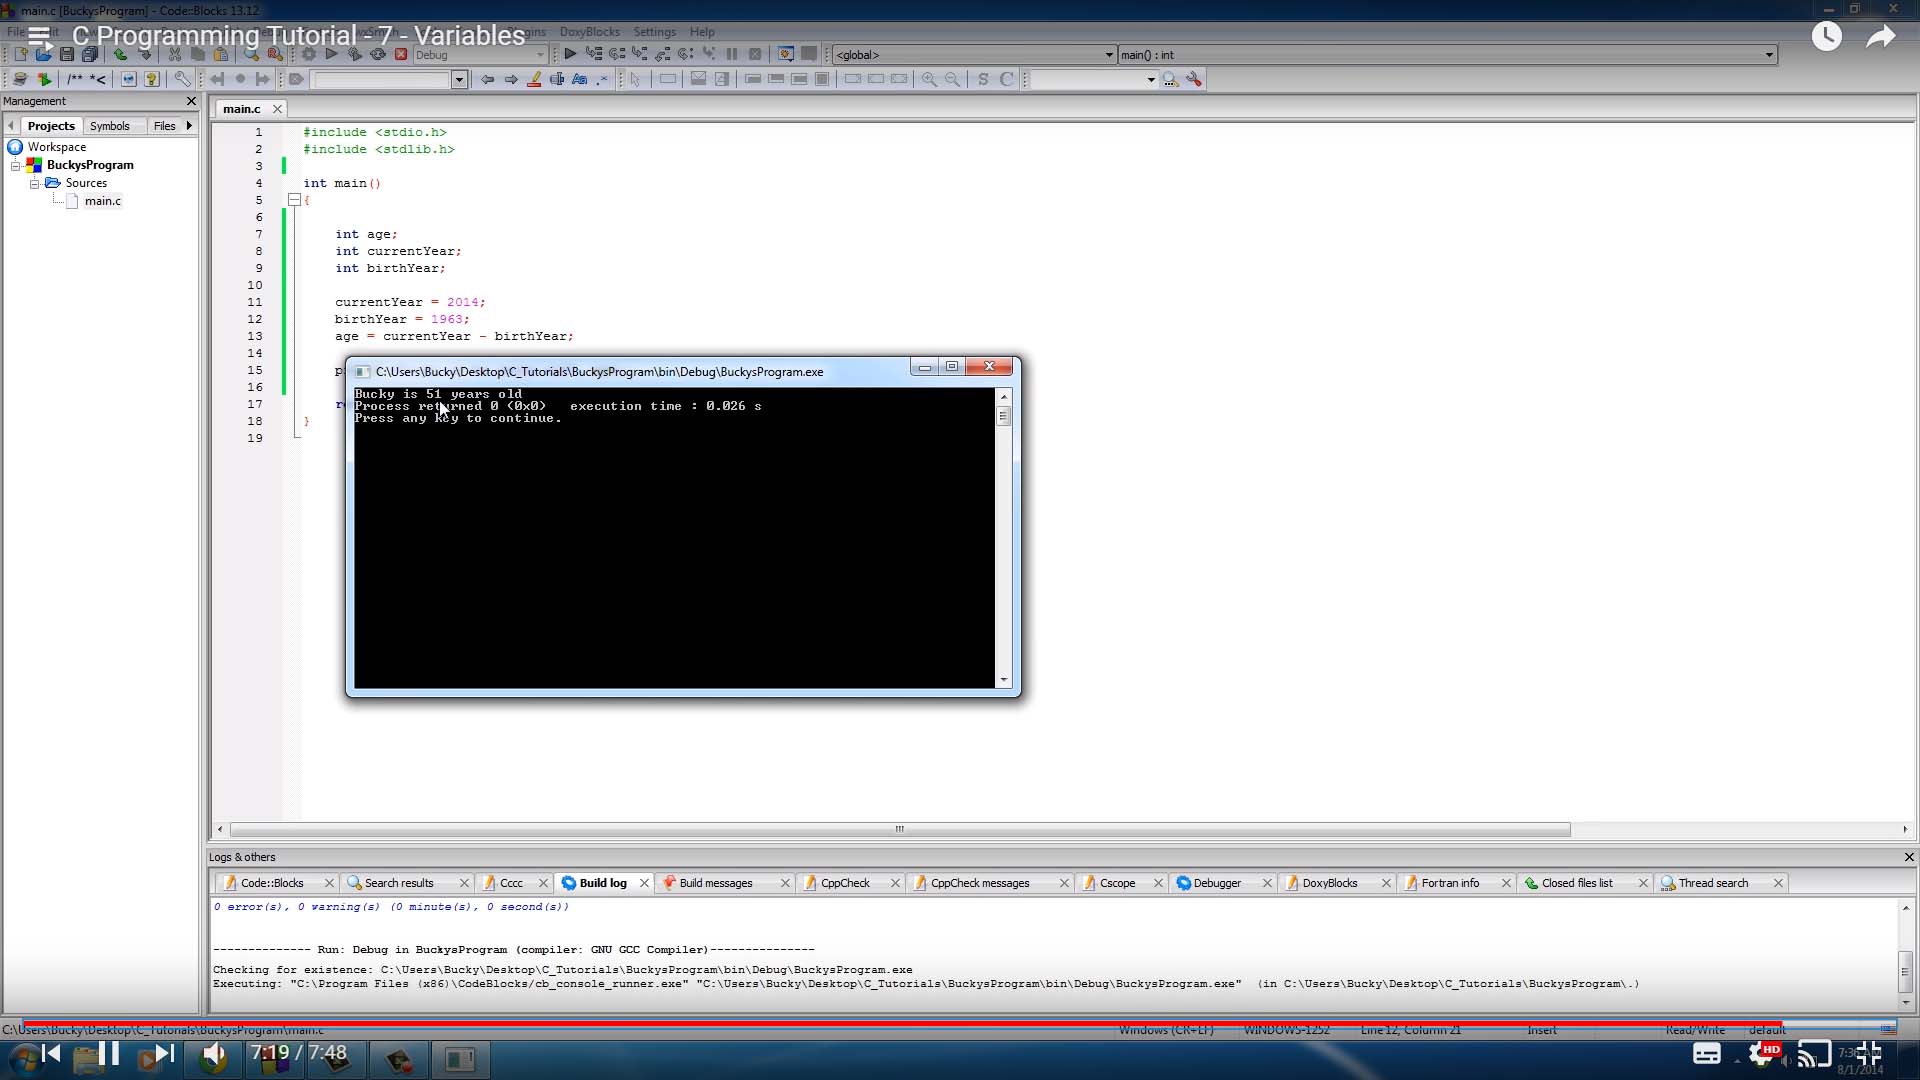 main.c [BuckysProgram] - Code::Blocks 13.12
C Programming Tutorial - 7 - Variables
File
DoxyBlocks Settings Help
Debug
<global>
main() : int
/** *<
S C
Management
main.c
Projects Symbols Files
Workspace
BuckysProgram
Sources
main.c
1 #include <stdio.h>
2 #include <stdlib.h>
3
4 int main()
5 {
6
7 int age;
8 int currentYear;
9 int birthYear;
10
11 currentYear = 2014;
12 birthYear = 1963;
13 age = currentYear - birthYear;
14
15
16
17
18 }
19
C:\Users\Bucky\Desktop\C_Tutorials\BuckysProgram\bin\Debug\BuckysProgram.exe
Bucky is 51 years old
Process returned 0 (0x0) execution time : 0.026 s
Press any key to continue.
Logs & others
Code::Blocks Search results Cccc Build log Build messages CppCheck CppCheck messages Cscope Debugger DoxyBlocks Fortran info Closed files list Thread search
0 error(s), 0 warning(s) (0 minute(s), 0 second(s))
-------------- Run: Debug in BuckysProgram (compiler: GNU GCC Compiler)---------------
Checking for existence: C:\Users\Bucky\Desktop\C_Tutorials\BuckysProgram\bin\Debug\BuckysProgram.exe
Executing: "C:\Program Files (x86)\CodeBlocks/cb_console_runner.exe" "C:\Users\Bucky\Desktop\C_Tutorials\BuckysProgram\bin\Debug\BuckysProgram.exe" (in C:\Users\Bucky\Desktop\C_Tutorials\BuckysProgram\.)
C:\Users\Bucky\Desktop\C_Tutorials\BuckysProgram\main.c Windows (CR+LF) WINDOWS-1252 Line 12, Column 21 Insert Read/Write default
7:19 / 7:48
HD
8/1/2014